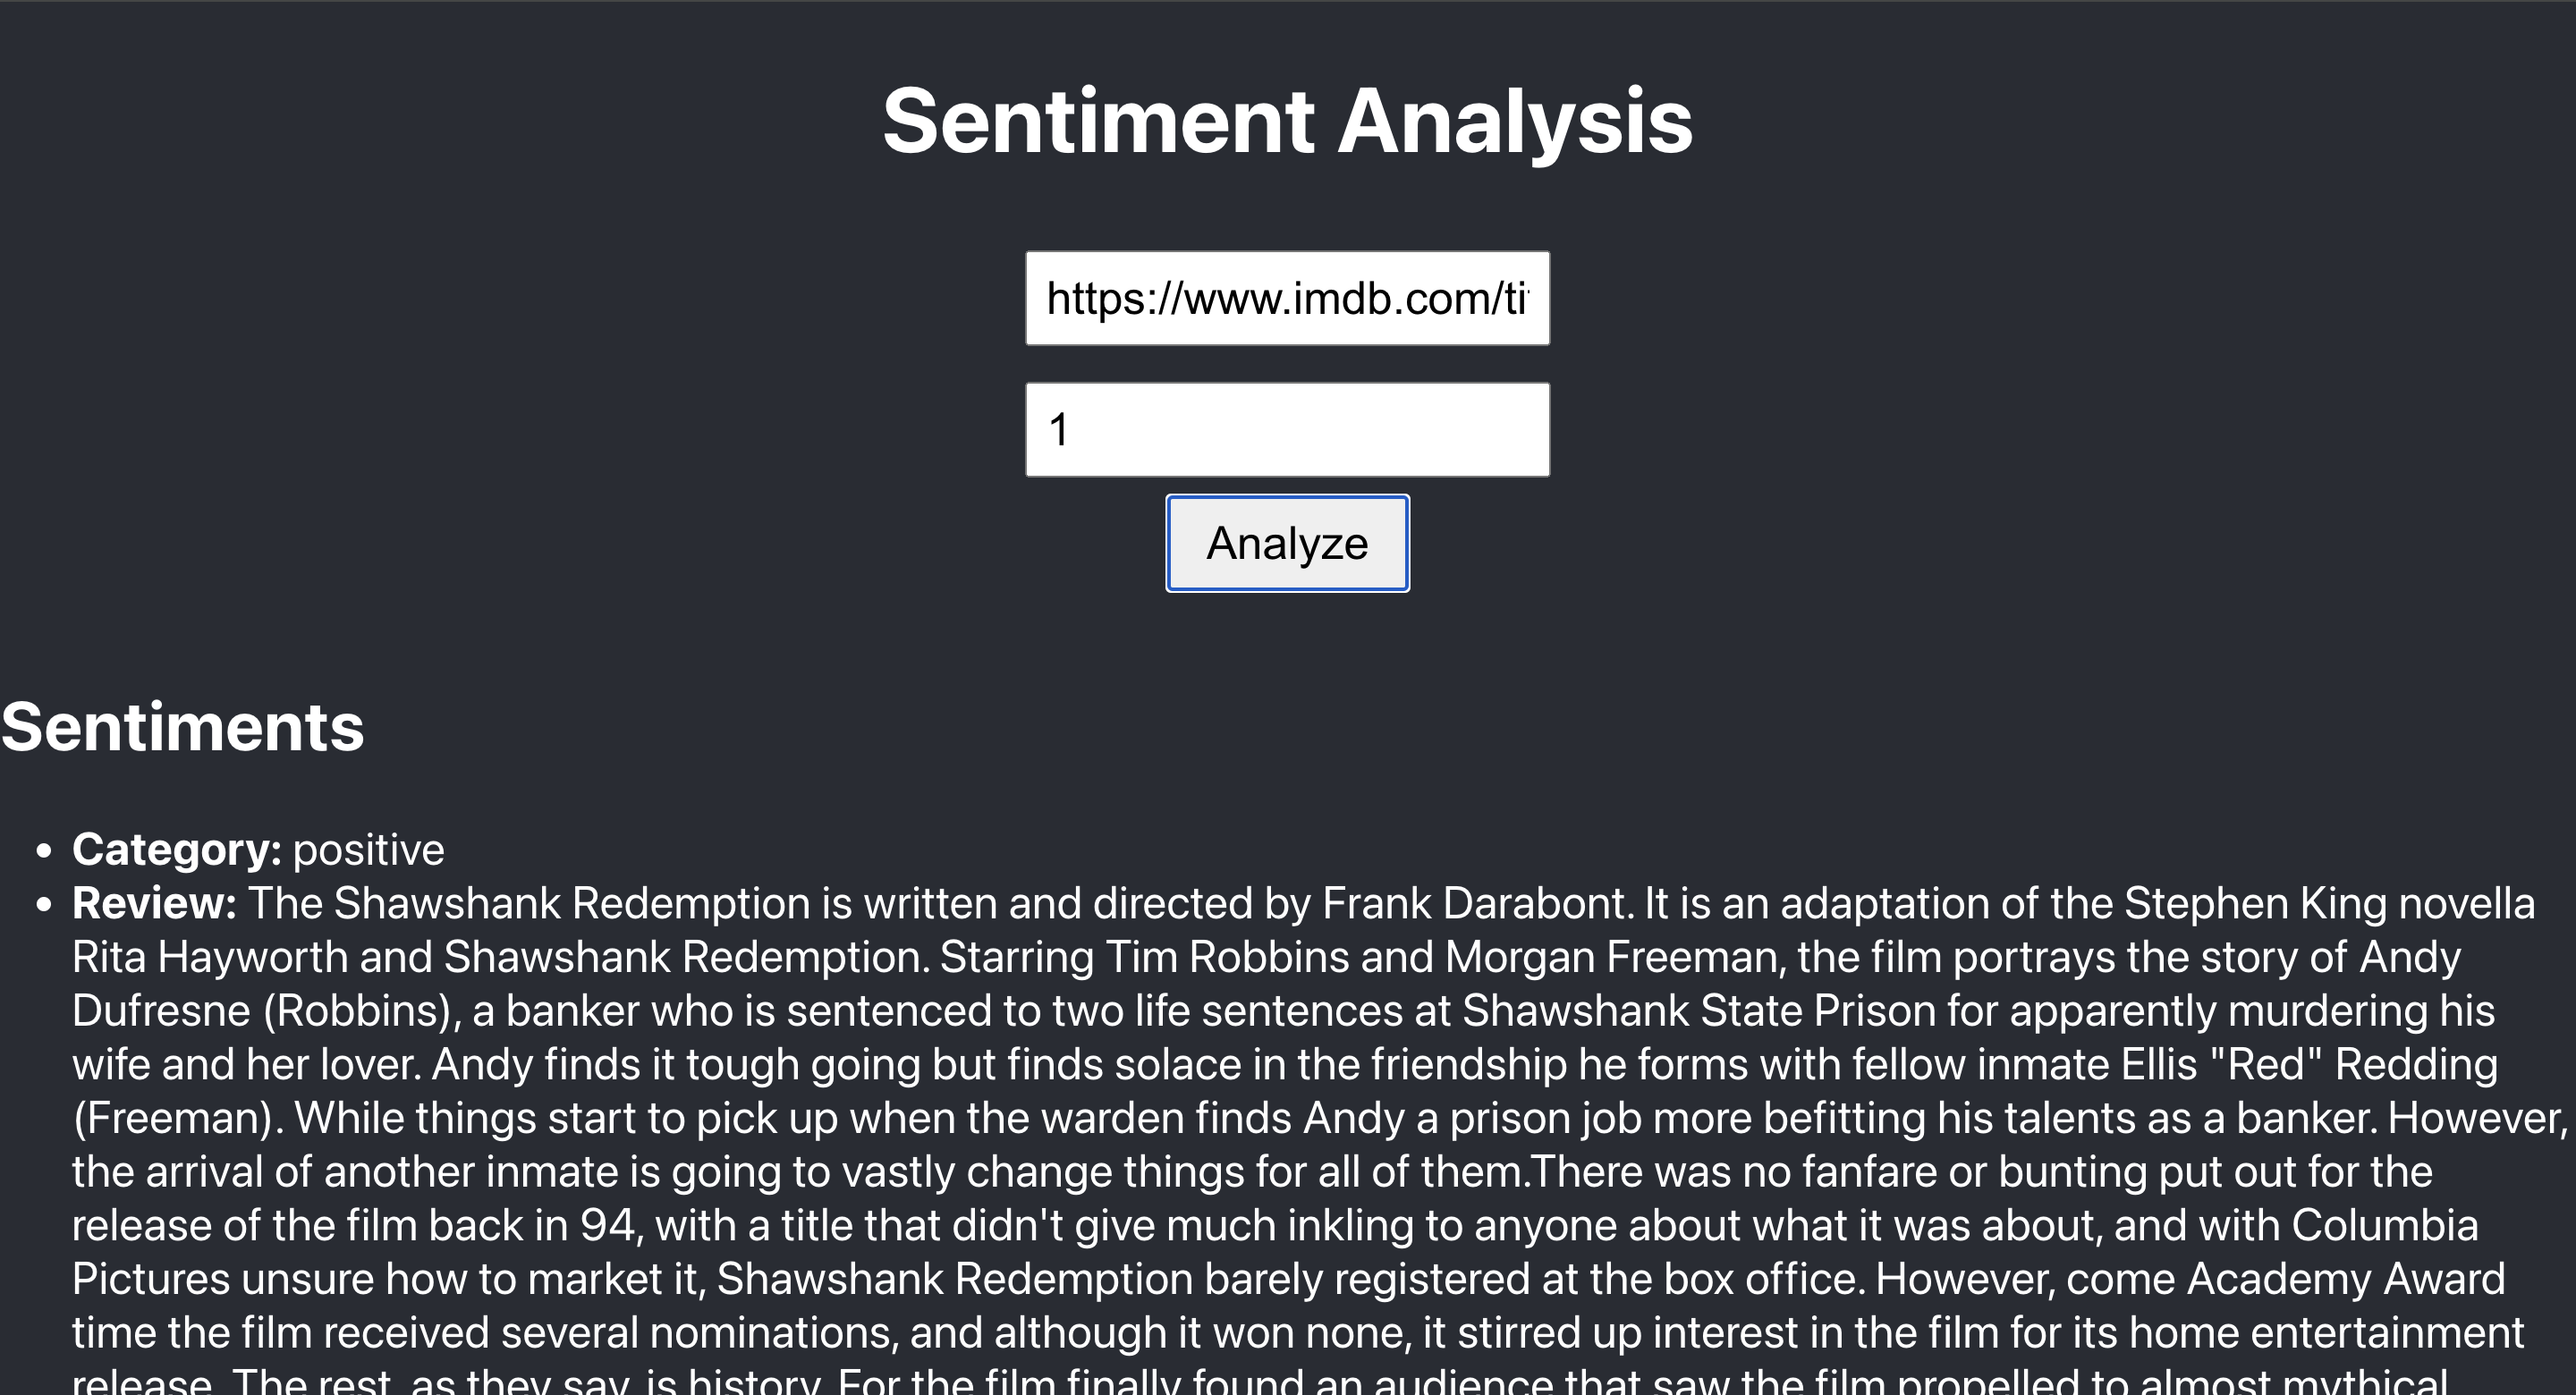 Sentiment Analysis
https://www.imdb.com/ti
1
Analyze
Sentiments
• Category: positive
• Review: The Shawshank Redemption is written and directed by Frank Darabont. It is an adaptation of the Stephen King novella
Rita Hayworth and Shawshank Redemption. Starring Tim Robbins and Morgan Freeman, the film portrays the story of Andy
Dufresne (Robbins), a banker who is sentenced to two life sentences at Shawshank State Prison for apparently murdering his
wife and her lover. Andy finds it tough going but finds solace in the friendship he forms with fellow inmate Ellis "Red" Redding
(Freeman). While things start to pick up when the warden finds Andy a prison job more befitting his talents as a banker. However,
the arrival of another inmate is going to vastly change things for all of them.There was no fanfare or bunting put out for the
release of the film back in 94, with a title that didn't give much inkling to anyone about what it was about, and with Columbia
Pictures unsure how to market it, Shawshank Redemption barely registered at the box office. However, come Academy Award
time the film received several nominations, and although it won none, it stirred up interest in the film for its home entertainment
release. The rest, as they say, is history. For the film finally found an audience that saw the film propelled to almost mythical